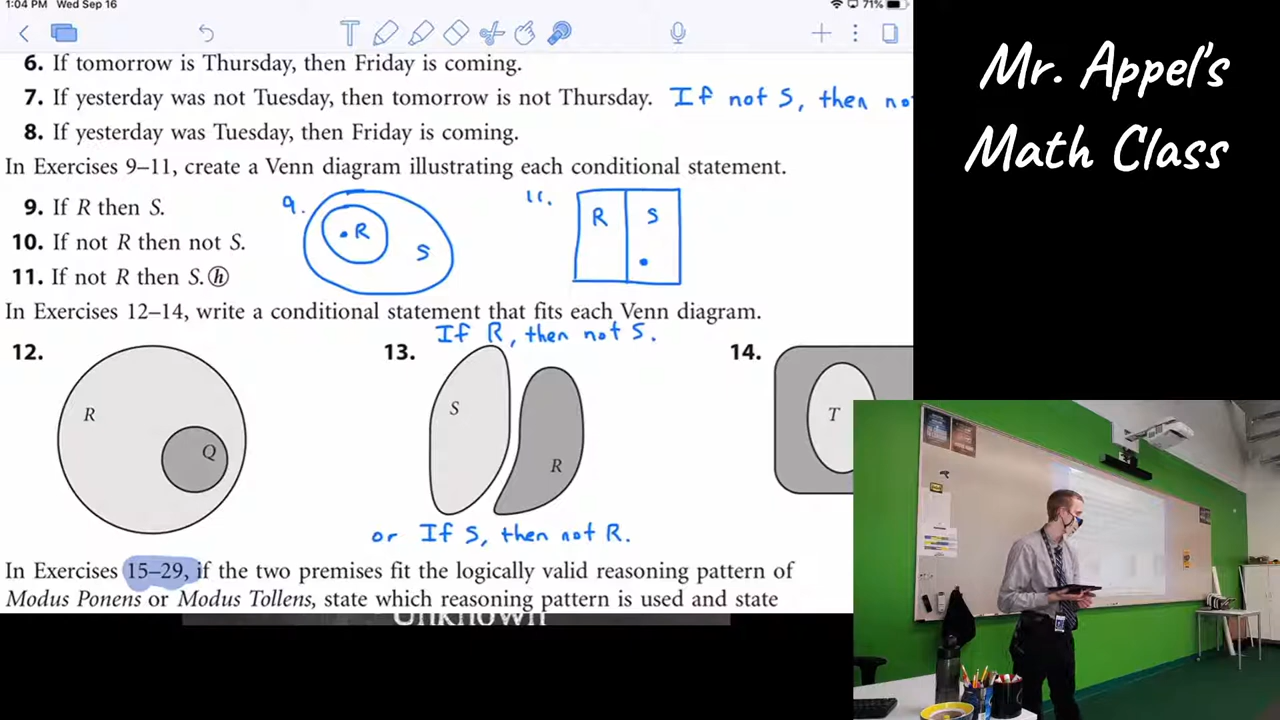 1:04 PM Wed Sep 16
71%
Mr. Appel's
Math Class
6. If tomorrow is Thursday, then Friday is coming.
7. If yesterday was not Tuesday, then tomorrow is not Thursday. If not S, then no
8. If yesterday was Tuesday, then Friday is coming.
In Exercises 9–11, create a Venn diagram illustrating each conditional statement.
9. If R then S.
10. If not R then not S.
11. If not R then S. ⓗ
9.
R
S
11.
R
S
In Exercises 12–14, write a conditional statement that fits each Venn diagram.
If R, then not S.
12.
R
Q
13.
S
R
14.
T
or If S, then not R.
In Exercises 15–29, if the two premises fit the logically valid reasoning pattern of
Modus Ponens or Modus Tollens, state which reasoning pattern is used and state
Unknown